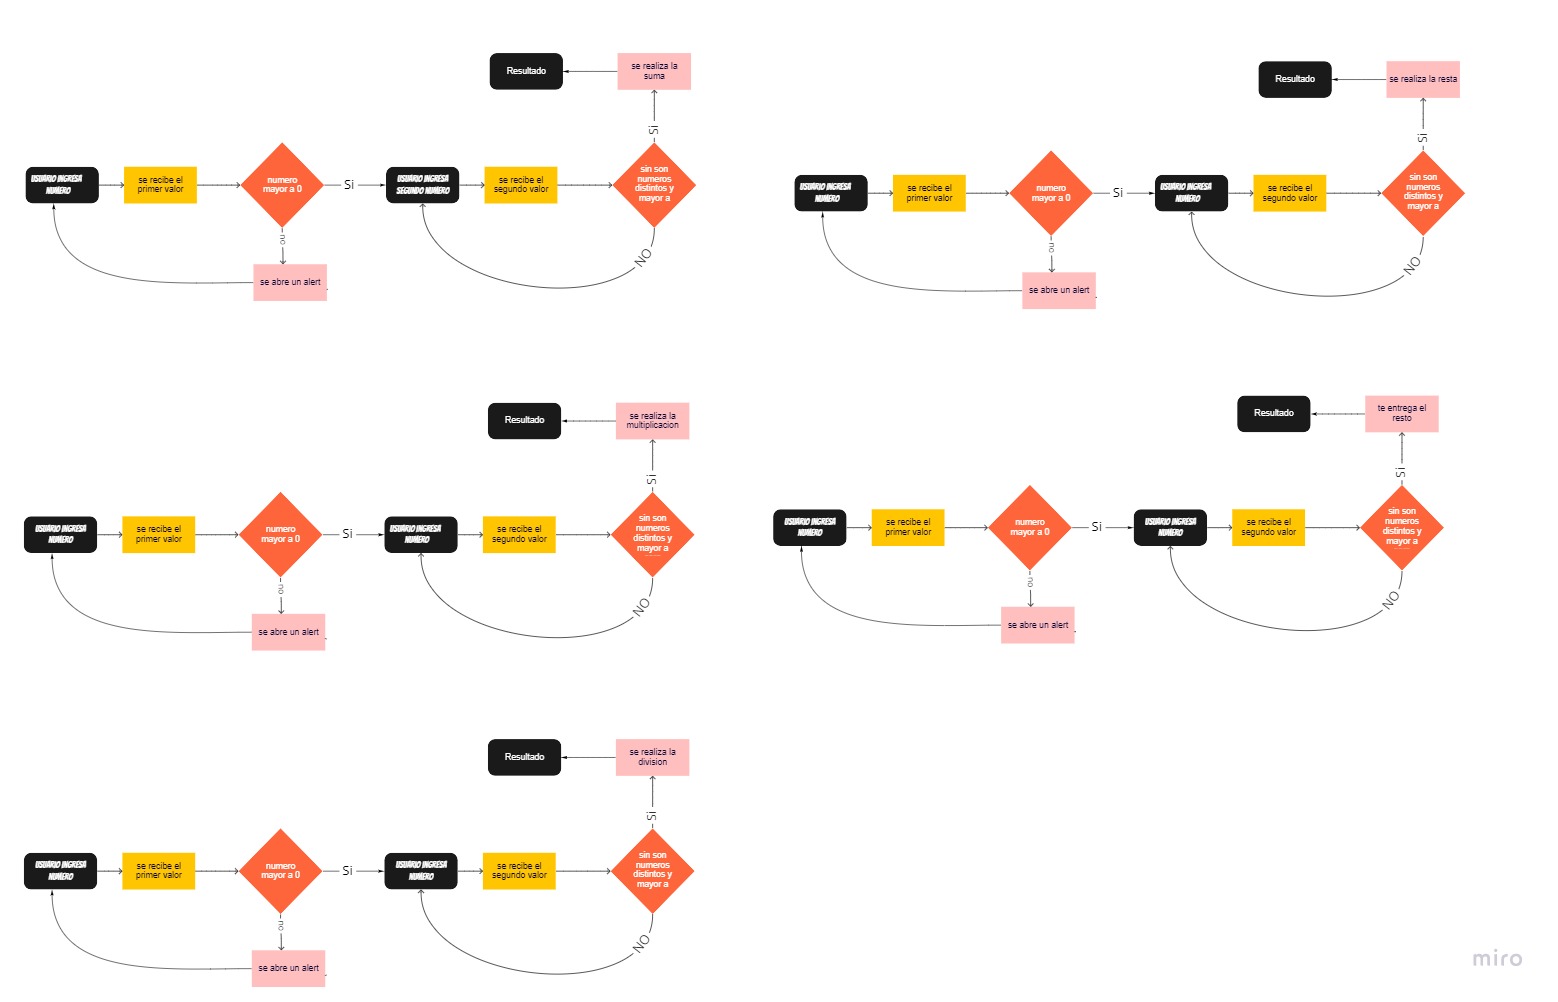 Resultado
se realiza la
suma
USUARIO INGRESA
NUMERO
se recibe el
primer valor
numero
mayor a 0
Si
USUARIO INGRESA
SEGUNDO NUMERO
se recibe el
segundo valor
sin son
numeros
distintos y
mayor a
Si
no
NO
se abre un alert
Resultado
se realiza la resta
USUARIO INGRESA
NUMERO
se recibe el
primer valor
numero
mayor a 0
Si
USUARIO INGRESA
NUMERO
se recibe el
segundo valor
sin son
numeros
distintos y
mayor a
Si
no
NO
se abre un alert
Resultado
se realiza la
multiplicacion
USUARIO INGRESA
NUMERO
se recibe el
primer valor
numero
mayor a 0
Si
USUARIO INGRESA
NUMERO
se recibe el
segundo valor
sin son
numeros
distintos y
mayor a
Si
no
NO
se abre un alert
Resultado
te entrega el
resto
USUARIO INGRESA
NUMERO
se recibe el
primer valor
numero
mayor a 0
Si
USUARIO INGRESA
NUMERO
se recibe el
segundo valor
sin son
numeros
distintos y
mayor a
Si
no
NO
se abre un alert
Resultado
se realiza la
division
USUARIO INGRESA
NUMERO
se recibe el
primer valor
numero
mayor a 0
Si
USUARIO INGRESA
NUMERO
se recibe el
segundo valor
sin son
numeros
distintos y
mayor a
Si
no
NO
se abre un alert
miro